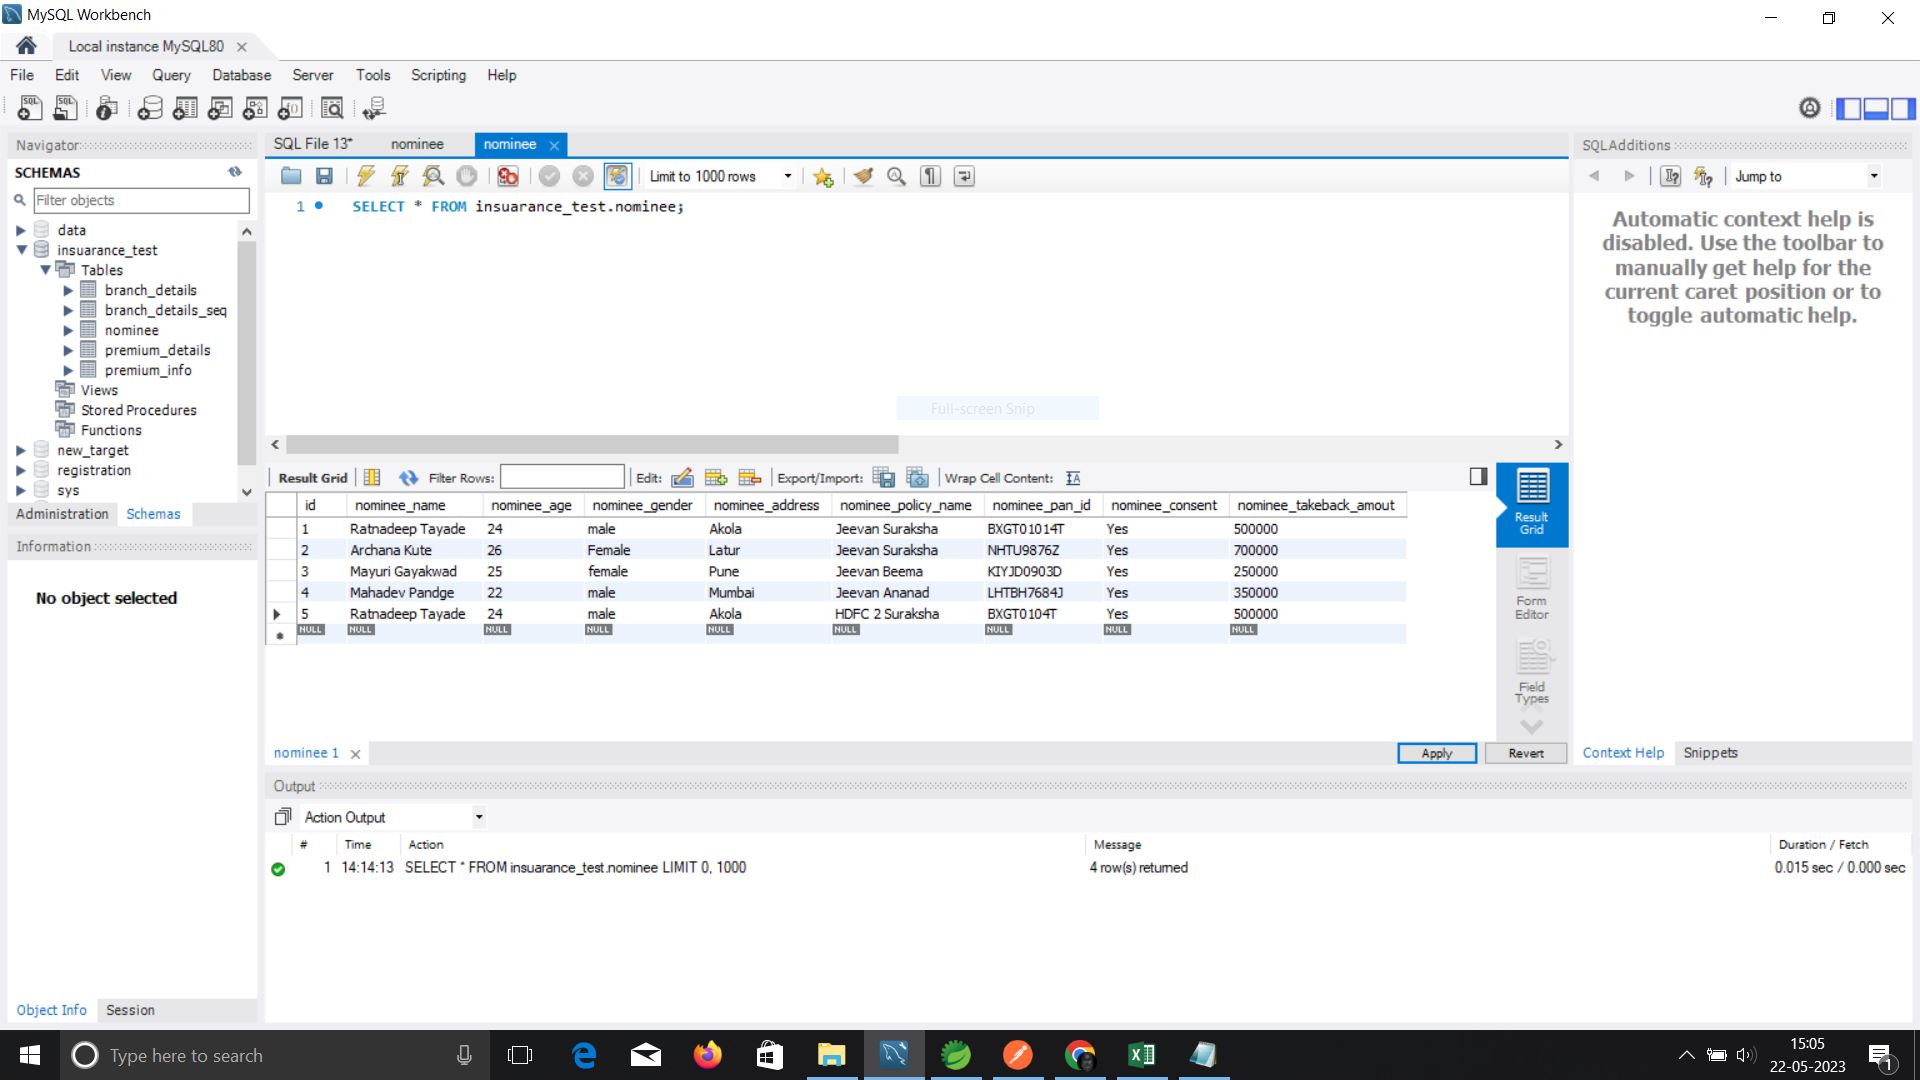 MySQL Workbench
Local instance MySQL80
File Edit View Query Database Server Tools Scripting Help
Navigator
SCHEMAS
Filter objects
data
insuarance_test
Tables
branch_details
branch_details_seq
nominee
premium_details
premium_info
Views
Stored Procedures
Functions
new_target
registration
sys
Administration Schemas
Information
No object selected
Object Info Session
SQL File 13* nominee nominee
Limit to 1000 rows
1 SELECT * FROM insuarance_test.nominee;
Full-screen Snip
Result Grid Filter Rows: Edit: Export/Import: Wrap Cell Content:
id nominee_name nominee_age nominee_gender nominee_address nominee_policy_name nominee_pan_id nominee_consent nominee_takeback_amout
1 Ratnadeep Tayade 24 male Akola Jeevan Suraksha BXGT01014T Yes 500000
2 Archana Kute 26 Female Latur Jeevan Suraksha NHTU9876Z Yes 700000
3 Mayuri Gayakwad 25 female Pune Jeevan Beema KIYJD0903D Yes 250000
4 Mahadev Pandge 22 male Mumbai Jeevan Ananad LHTBH7684J Yes 350000
5 Ratnadeep Tayade 24 male Akola HDFC 2 Suraksha BXGT0104T Yes 500000
NULL NULL NULL NULL NULL NULL NULL NULL NULL
Result Grid
Form Editor
Field Types
nominee 1
Apply Revert
Output
Action Output
# Time Action Message Duration / Fetch
1 14:14:13 SELECT * FROM insuarance_test.nominee LIMIT 0, 1000 4 row(s) returned 0.015 sec / 0.000 sec
SQLAdditions
Jump to
Automatic context help is
disabled. Use the toolbar to
manually get help for the
current caret position or to
toggle automatic help.
Context Help Snippets
Type here to search
15:05
22-05-2023
1